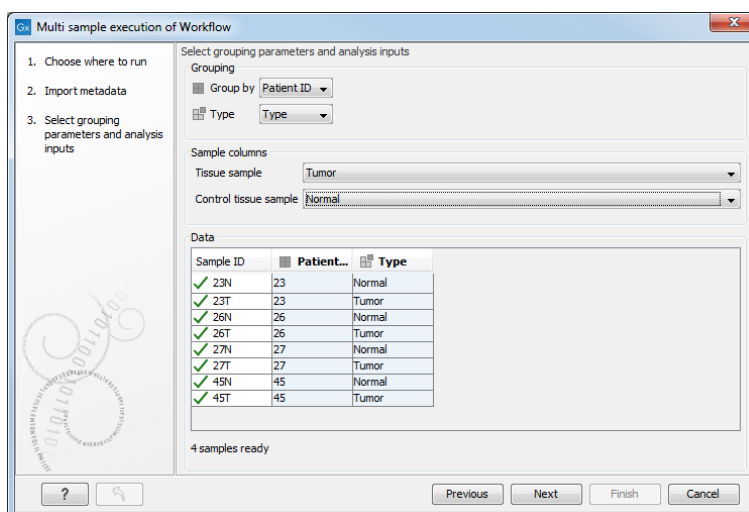 Gx Multi sample execution of Workflow
1. Choose where to run
2. Import metadata
3. Select grouping
parameters and analysis
inputs
Select grouping parameters and analysis inputs
Grouping
Group by Patient ID
Type Type
Sample columns
Tissue sample Tumor
Control tissue sample Normal
Data
Sample ID Patient... Type
23N 23 Normal
23T 23 Tumor
26N 26 Normal
26T 26 Tumor
27N 27 Normal
27T 27 Tumor
45N 45 Normal
45T 45 Tumor
4 samples ready
? Previous Next Finish Cancel